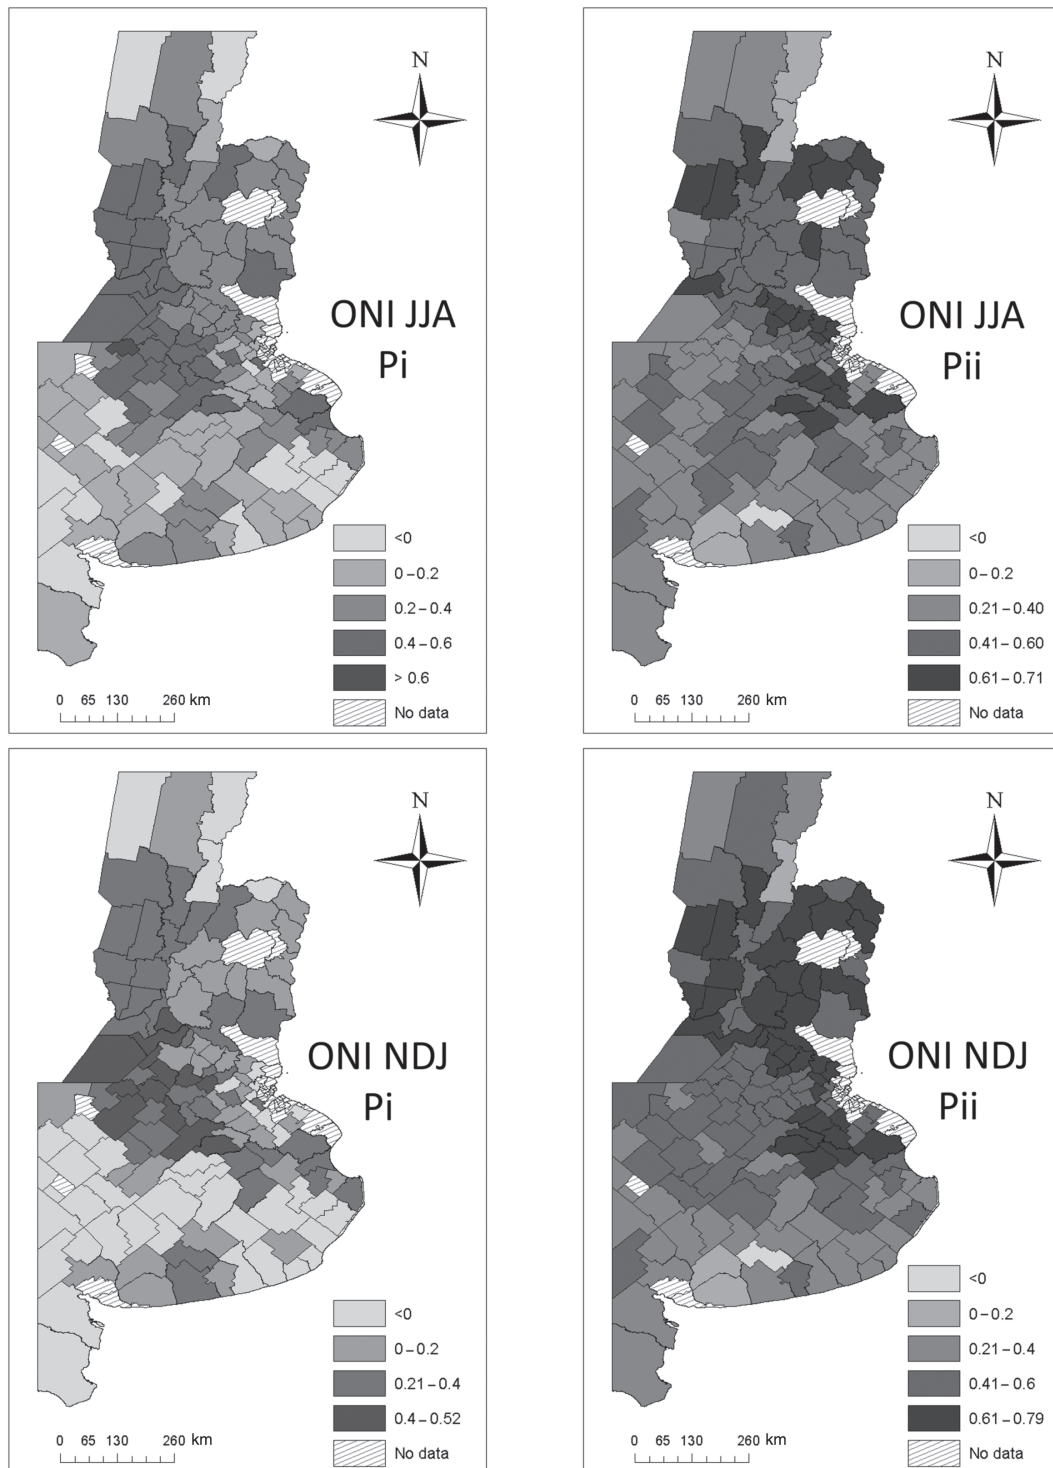 N
ONI JJA
Pi
<0
0–0.2
0.2–0.4
0.4–0.6
> 0.6
No data
0 65 130 260 km
N
ONI JJA
Pii
<0
0–0.2
0.21–0.40
0.41–0.60
0.61–0.71
No data
0 65 130 260 km
N
ONI NDJ
Pi
<0
0–0.2
0.21–0.4
0.4–0.52
No data
0 65 130 260 km
N
ONI NDJ
Pii
<0
0–0.2
0.21–0.4
0.41–0.6
0.61–0.79
No data
0 65 130 260 km